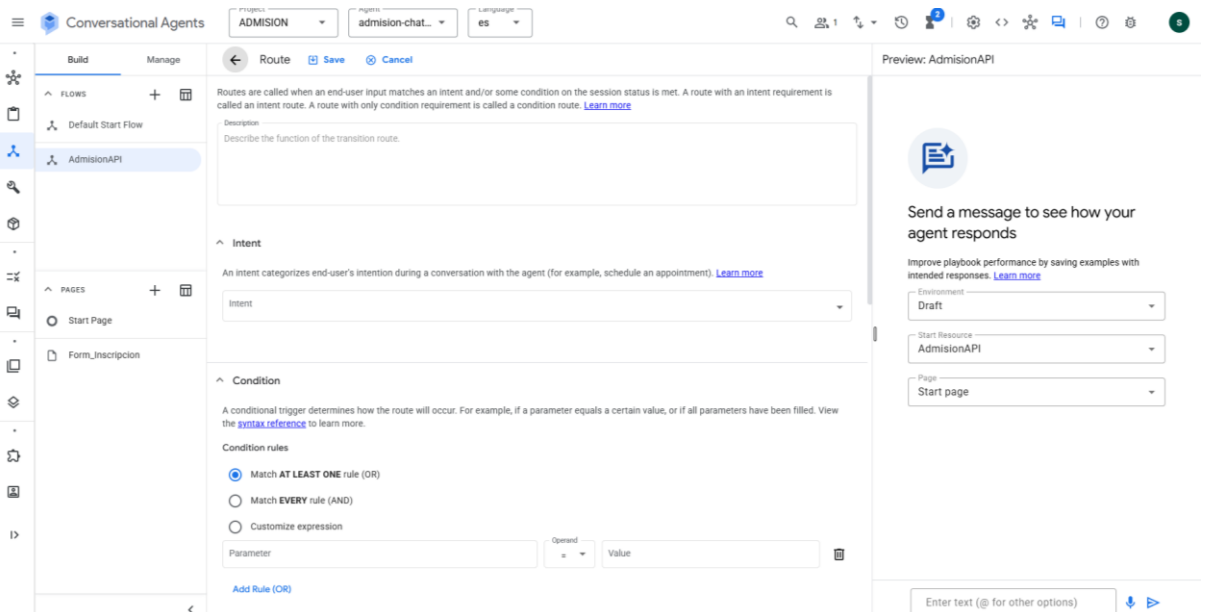 Conversational Agents
Project
ADMISION
Agent
admision-chat...
Language
es
1
2
s
Build
Manage
FLOWS
Default Start Flow
AdmisionAPI
PAGES
Start Page
Form_Inscripcion
Route
Save
Cancel
Routes are called when an end-user input matches an intent and/or some condition on the session status is met. A route with an intent requirement is
called an intent route. A route with only condition requirement is called a condition route. Learn more
Description
Describe the function of the transition route.
Intent
An intent categorizes end-user's intention during a conversation with the agent (for example, schedule an appointment). Learn more
Intent
Condition
A conditional trigger determines how the route will occur. For example, if a parameter equals a certain value, or if all parameters have been filled. View
the syntax reference to learn more.
Condition rules
Match AT LEAST ONE rule (OR)
Match EVERY rule (AND)
Customize expression
Parameter
Operand
=
Value
Add Rule (OR)
Preview: AdmisionAPI
Send a message to see how your
agent responds
Improve playbook performance by saving examples with
intended responses. Learn more
Environment
Draft
Start Resource
AdmisionAPI
Page
Start page
Enter text (@ for other options)